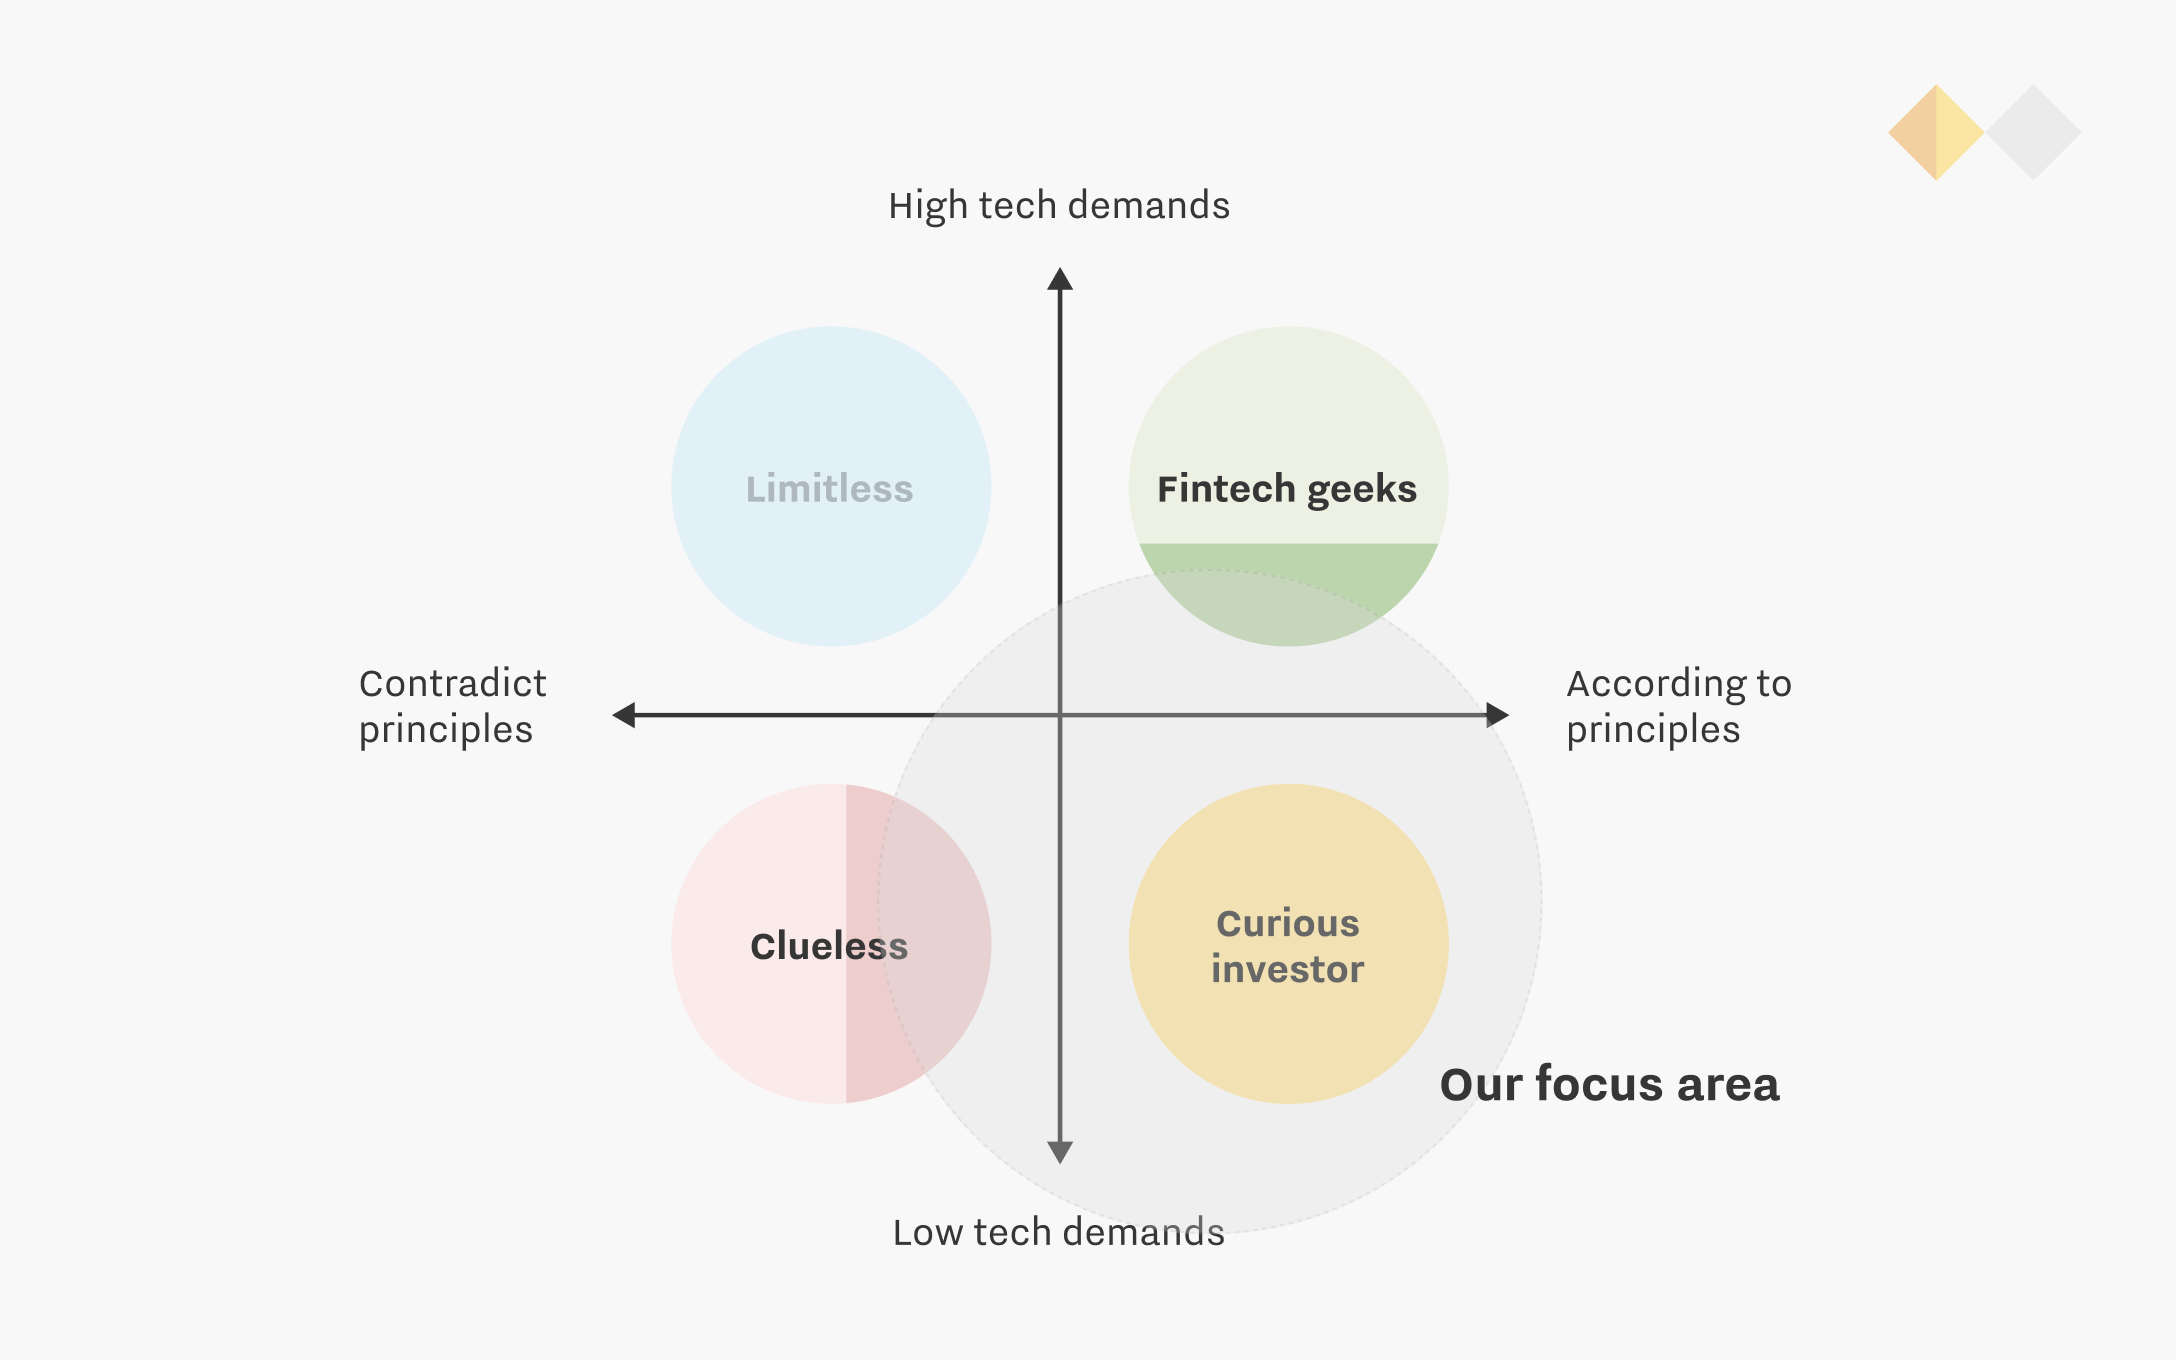 High tech demands
Limitless
Fintech geeks
Contradict
principles
According to
principles
Clueless
Curious
investor
Our focus area
Low tech demands